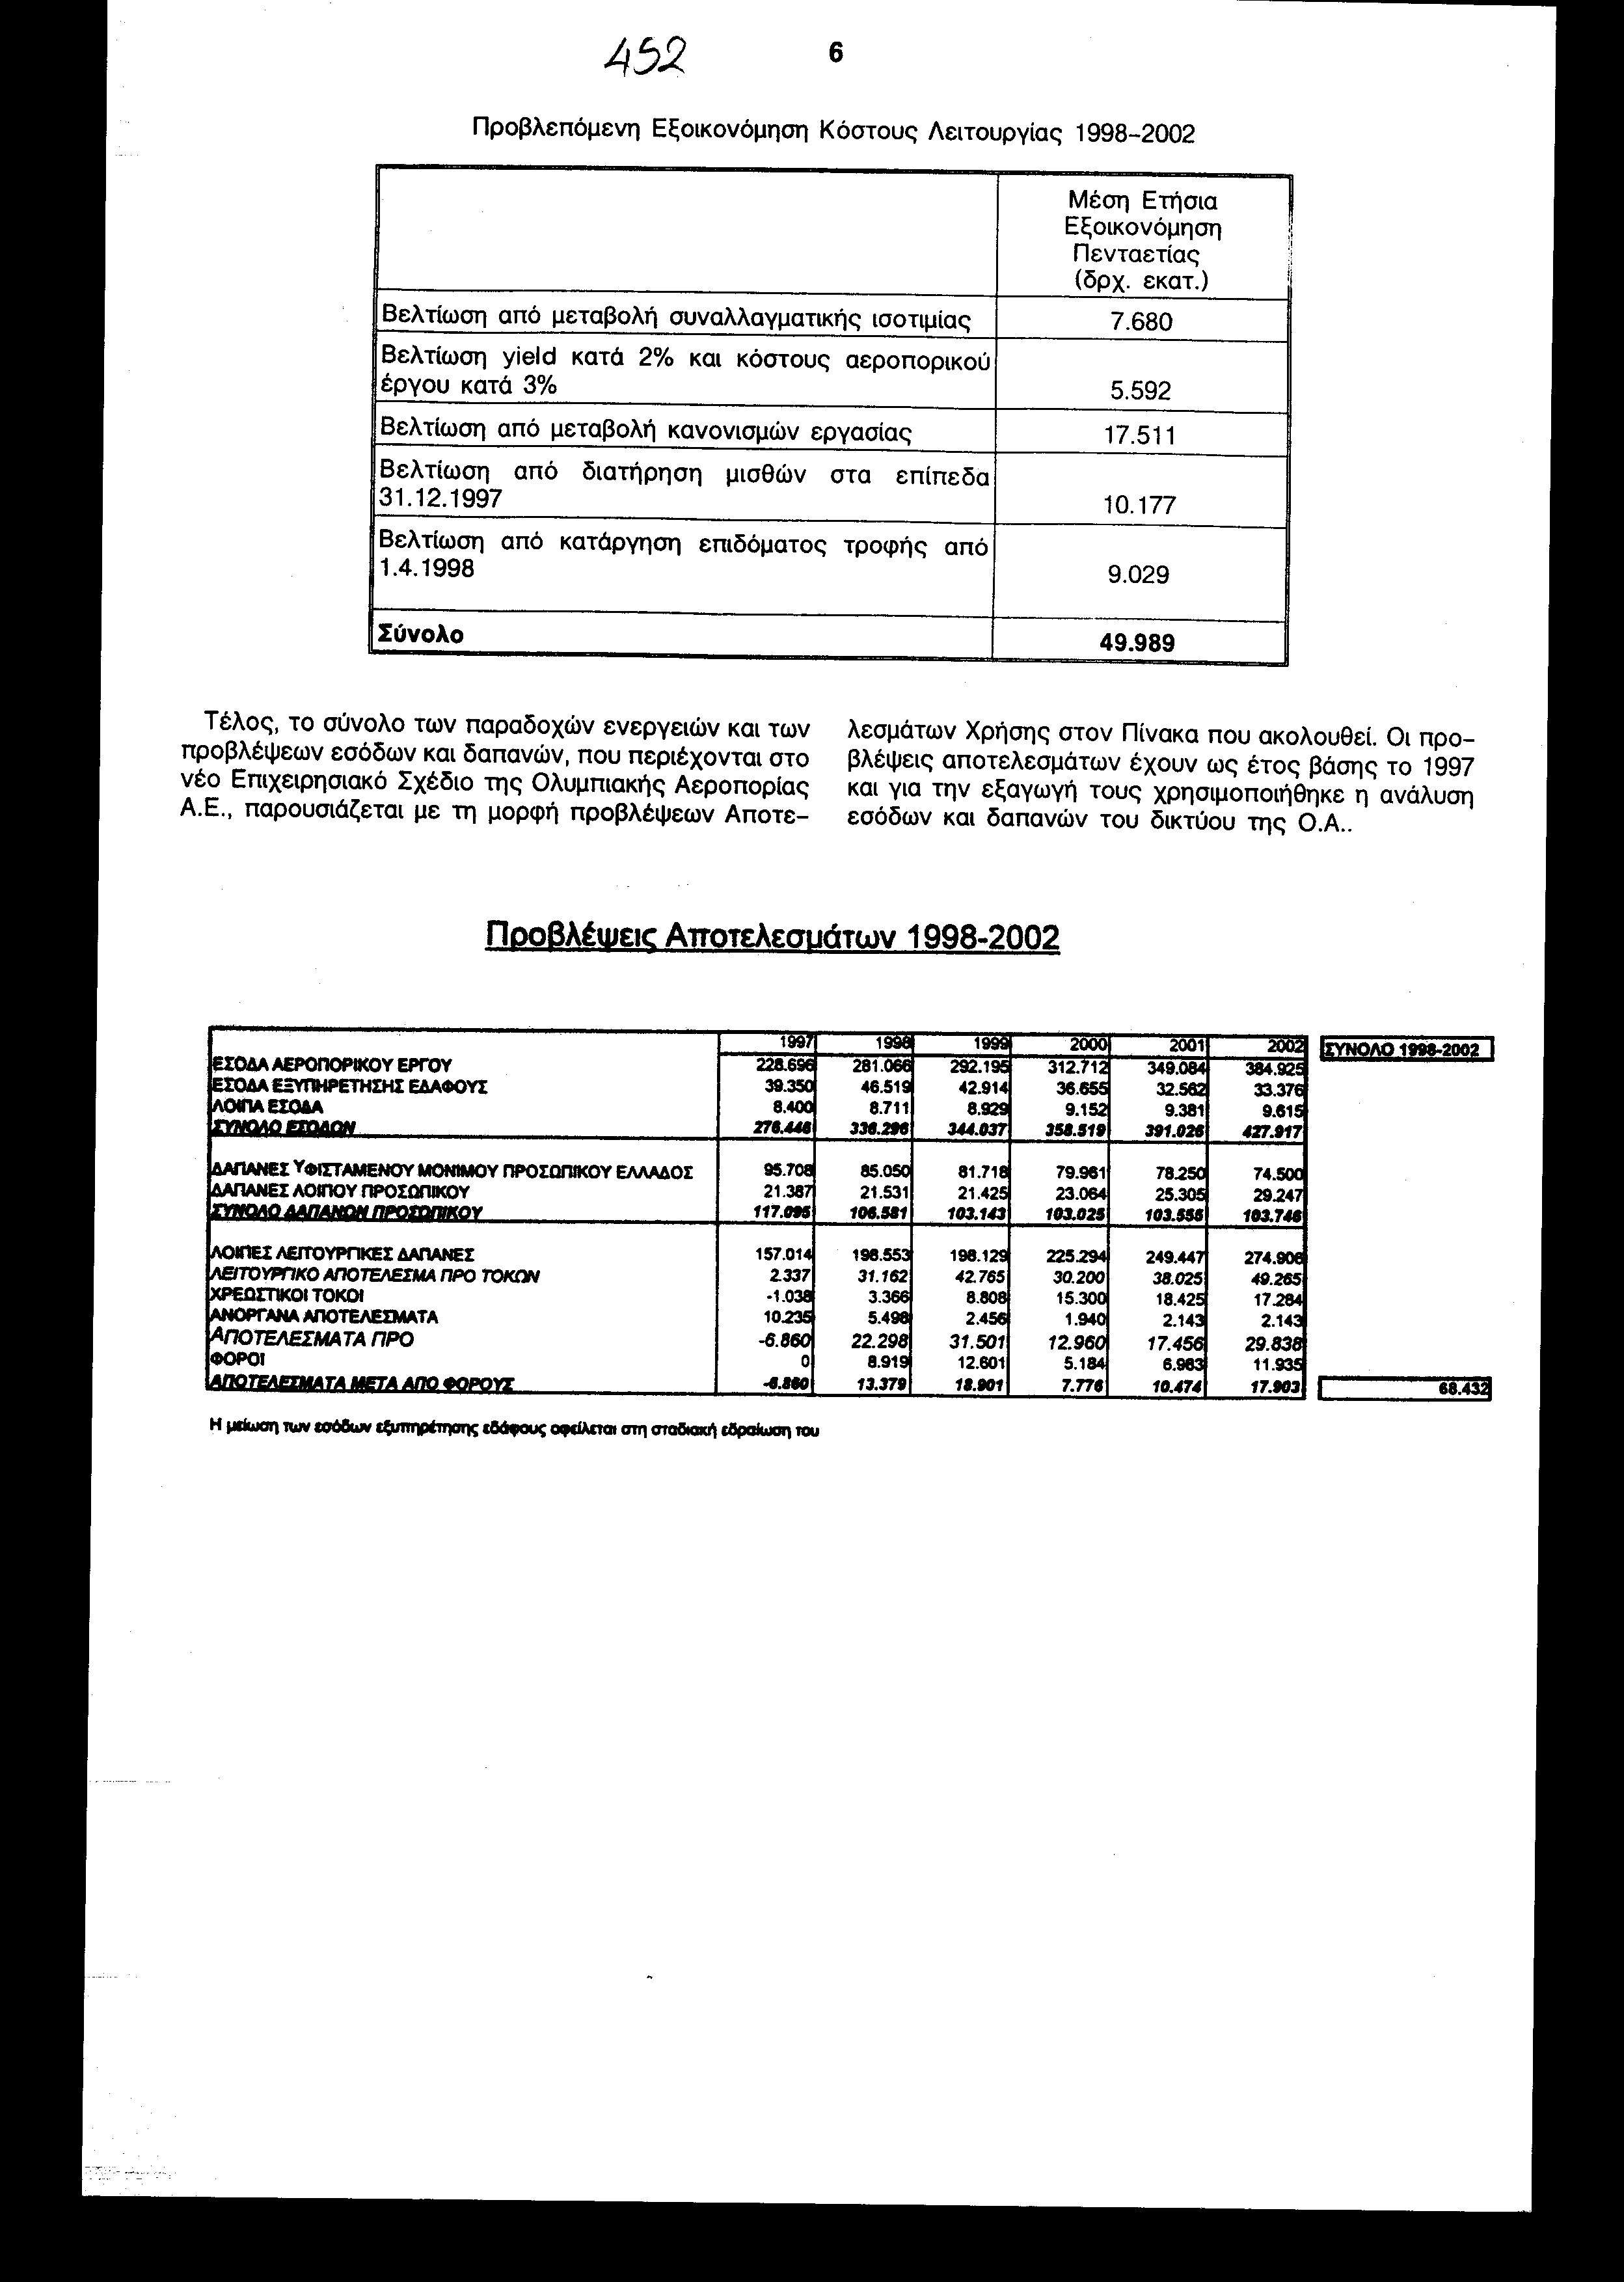 452 6
Προβλεπόμενη Εξοικονόμηση Κόστους Λειτουργίας 1998-2002
Μέση Ετήσια
Εξοικονόμηση
Πενταετίας
(δρχ. εκατ.)
Βελτίωση από μεταβολή συναλλαγματικής ισοτιμίας 7.680
Βελτίωση yield κατά 2% και κόστους αεροπορικού
έργου κατά 3% 5.592
Βελτίωση από μεταβολή κανονισμών εργασίας 17.511
Βελτίωση από διατήρηση μισθών στα επίπεδα
31.12.1997 10.177
Βελτίωση από κατάργηση επιδόματος τροφής από
1.4.1998 9.029
Σύνολο 49.989
Τέλος, το σύνολο των παραδοχών ενεργειών και των
προβλέψεων εσόδων και δαπανών, που περιέχονται στο
νέο Επιχειρησιακό Σχέδιο της Ολυμπιακής Αεροπορίας
Α.Ε., παρουσιάζεται με τη μορφή προβλέψεων Αποτε-
λεσμάτων Χρήσης στον Πίνακα που ακολουθεί. Οι προ-
βλέψεις αποτελεσμάτων έχουν ως έτος βάσης το 1997
και για την εξαγωγή τους χρησιμοποιήθηκε η ανάλυση
εσόδων και δαπανών του δικτύου της Ο.Α..
Προβλέψεις Αποτελεσμάτων 1998-2002
1997 1998 1999 2000 2001 2002 ΣΥΝΟΛΟ 1998-2002
ΕΣΟΔΑ ΑΕΡΟΠΟΡΙΚΟΥ ΕΡΓΟΥ 228.696 281.066 292.195 312.712 349.084 384.925
ΕΣΟΔΑ ΕΞΥΠΗΡΕΤΗΣΗΣ ΕΔΑΦΟΥΣ 39.350 46.519 42.914 36.655 32.562 33.376
ΛΟΙΠΑ ΕΣΟΔΑ 8.400 8.711 8.929 9.152 9.381 9.615
ΣΥΝΟΛΟ ΕΣΟΔΩΝ 276.446 336.296 344.037 358.519 391.026 427.917
ΔΑΠΑΝΕΣ ΥΦΙΣΤΑΜΕΝΟΥ ΜΟΝΙΜΟΥ ΠΡΟΣΩΠΙΚΟΥ ΕΛΛΑΔΟΣ 95.708 85.050 81.718 79.961 78.250 74.500
ΔΑΠΑΝΕΣ ΛΟΙΠΟΥ ΠΡΟΣΩΠΙΚΟΥ 21.387 21.531 21.425 23.064 25.305 29.247
ΣΥΝΟΛΟ ΔΑΠΑΝΩΝ ΠΡΟΣΩΠΙΚΟΥ 117.095 106.581 103.143 103.025 103.555 103.746
ΛΟΙΠΕΣ ΛΕΙΤΟΥΡΓΙΚΕΣ ΔΑΠΑΝΕΣ 157.014 198.553 198.129 225.294 249.447 274.906
ΛΕΙΤΟΥΡΓΙΚΟ ΑΠΟΤΕΛΕΣΜΑ ΠΡΟ ΤΟΚΩΝ 2.337 31.162 42.765 30.200 38.025 49.265
ΧΡΕΩΣΤΙΚΟΙ ΤΟΚΟΙ -1.038 3.366 8.808 15.300 18.425 17.284
ΑΝΟΡΓΑΝΑ ΑΠΟΤΕΛΕΣΜΑΤΑ 10.235 5.498 2.456 1.940 2.143 2.143
ΑΠΟΤΕΛΕΣΜΑΤΑ ΠΡΟ -6.860 22.298 31.501 12.960 17.456 29.838
ΦΟΡΟΙ 0 8.919 12.601 5.184 6.983 11.935
ΑΠΟΤΕΛΕΣΜΑΤΑ ΜΕΤΑ ΑΠΟ ΦΟΡΟΥΣ -6.860 13.379 18.901 7.776 10.474 17.903 68.432
Η μείωση των εσόδων εξυπηρέτησης εδάφους οφείλεται στη σταδιακή εδραίωση του